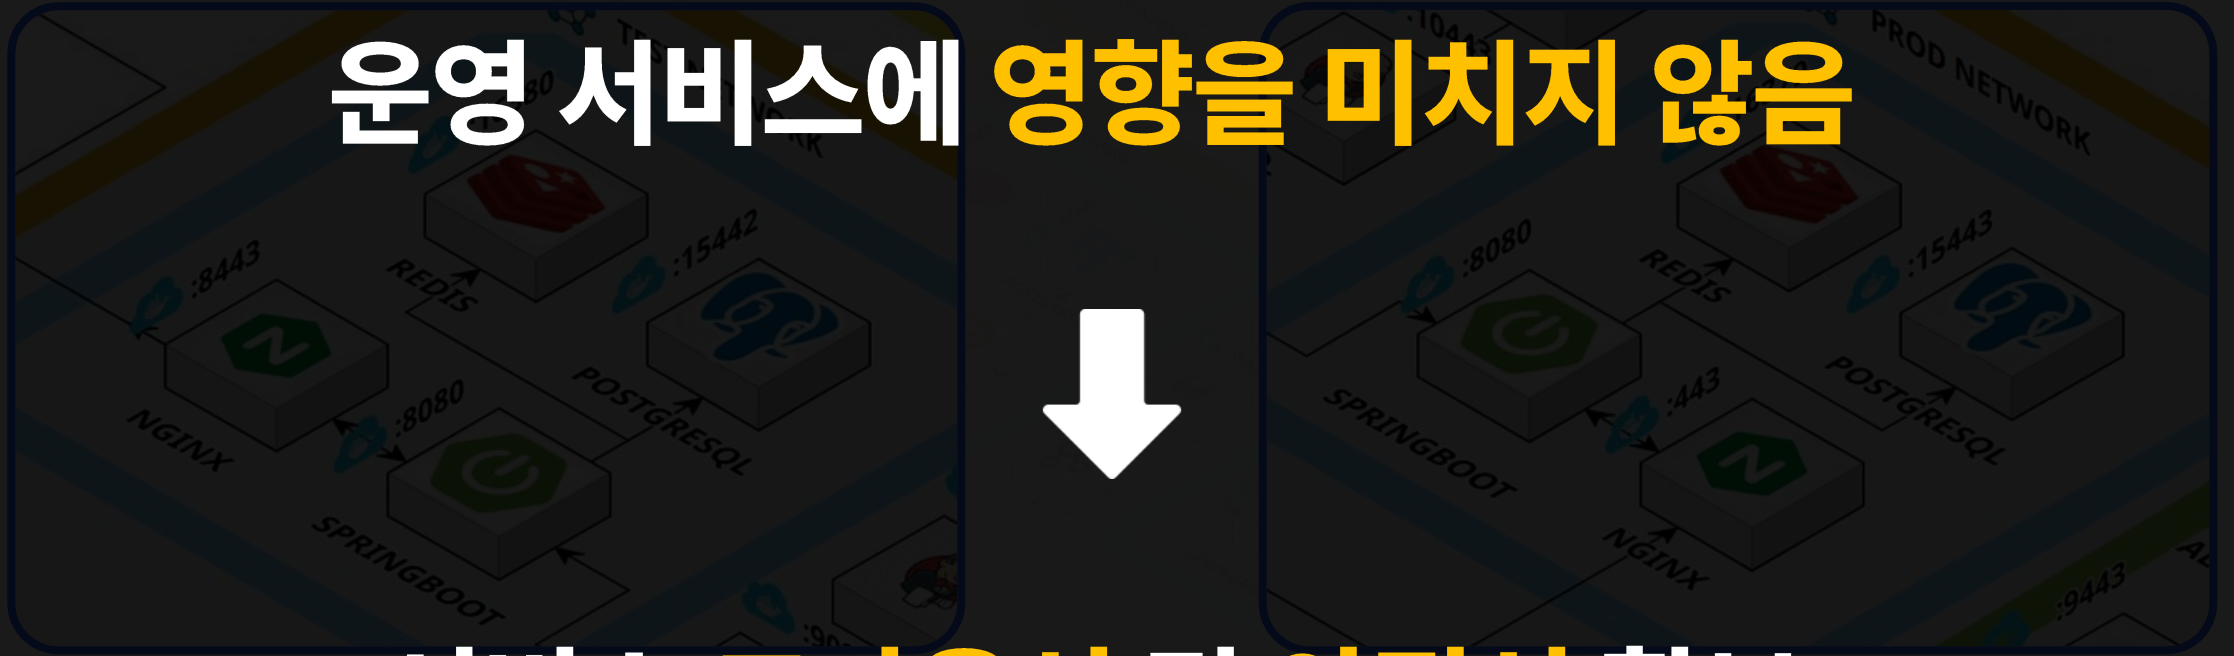 운영 서비스에 영향을 미치지 않음
:10443
PROD NETWORK
REDIS
:15442
:8443
:8080
NGINX
POSTGRESQL
SPRINGBOOT
REDIS
:8080
:15443
SPRINGBOOT
:443
POSTGRESQL
NGINX
:9443